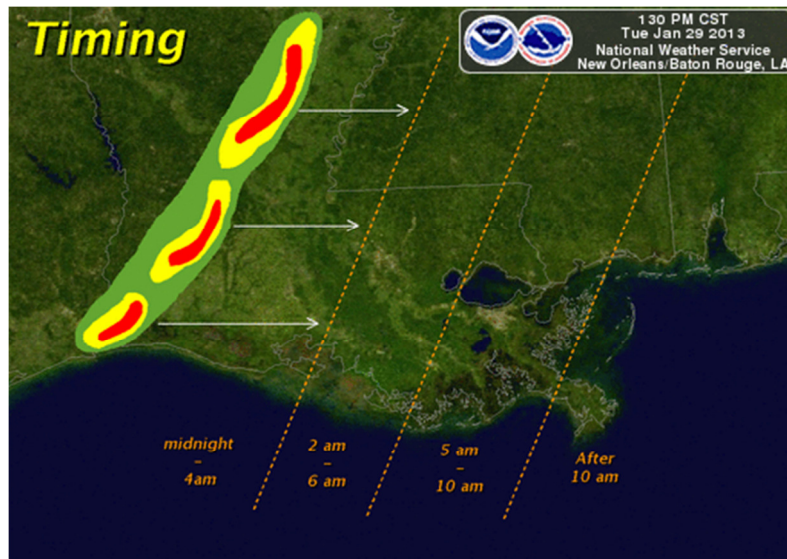 Timing
130 PM CST
Tue Jan 29 2013
National Weather Service
New Orleans/Baton Rouge, LA
midnight
–
4am
2 am
–
6 am
5 am
–
10 am
After
10 am